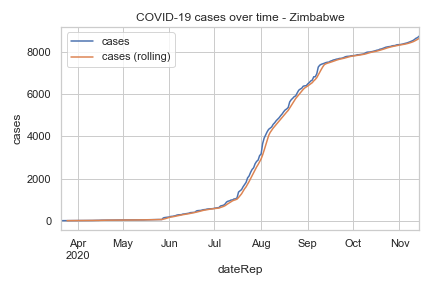 COVID-19 cases over time - Zimbabwe
cases
cases (rolling)
8000
6000
4000
2000
0
cases
Apr May Jun Jul Aug Sep Oct Nov
2020
dateRep